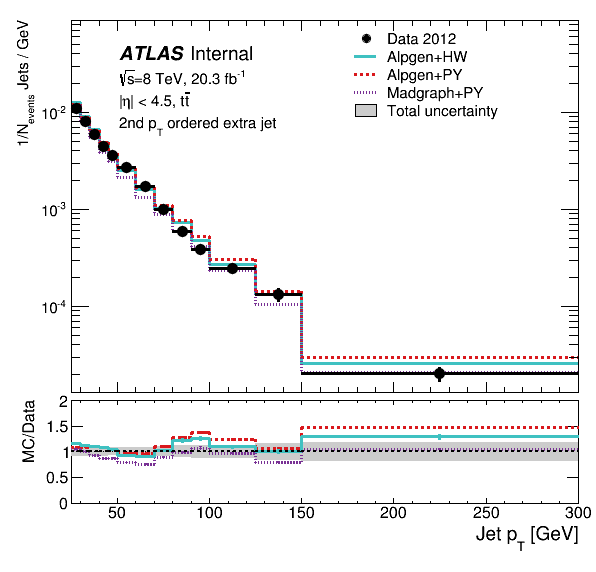 1/N_events Jets / GeV
ATLAS Internal
√s=8 TeV, 20.3 fb⁻¹
|η| < 4.5, tt̄
2nd p_T ordered extra jet
Data 2012
Alpgen+HW
Alpgen+PY
Madgraph+PY
Total uncertainty
10⁻²
10⁻³
10⁻⁴
MC/Data
2
1.5
1
0.5
0
50 100 150 200 250 300
Jet p_T [GeV]